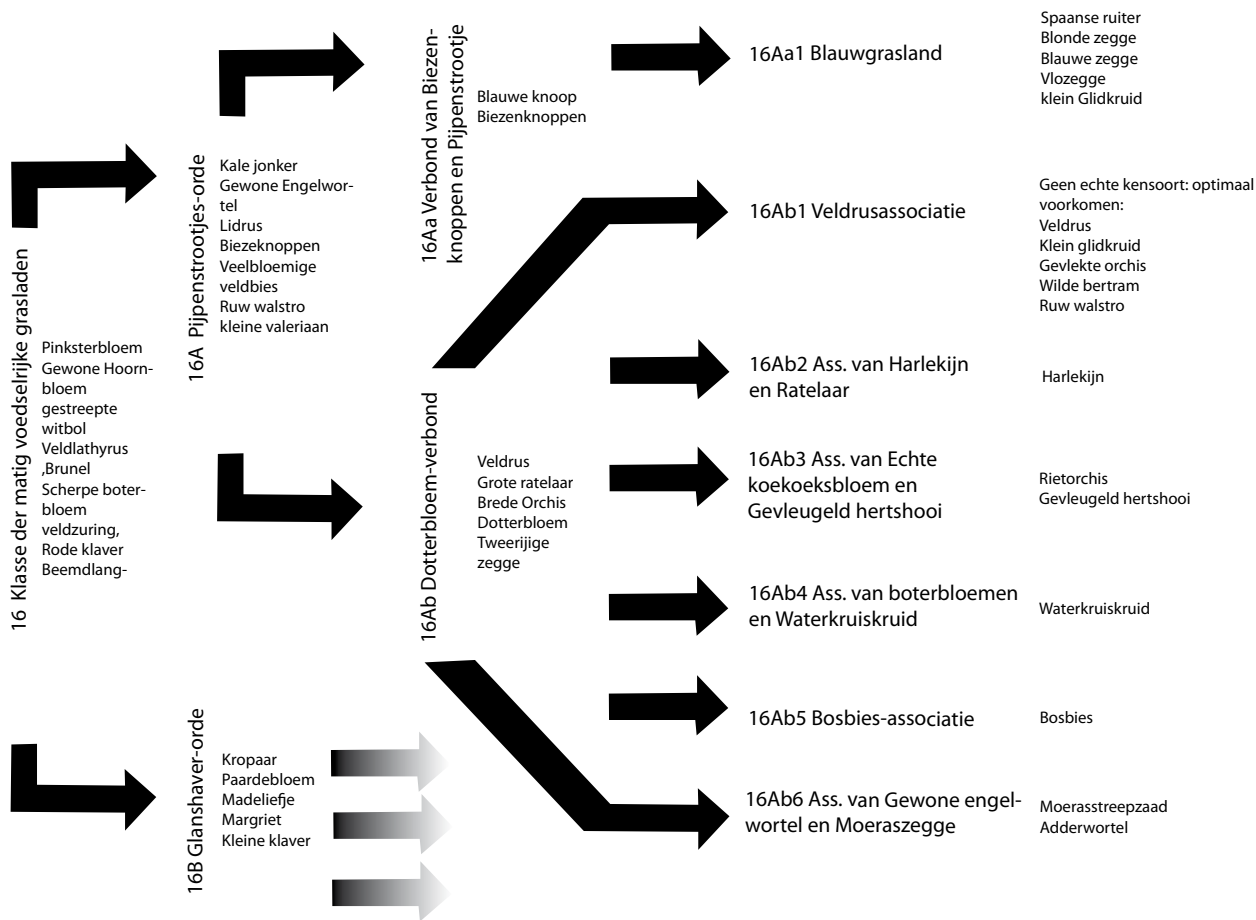 16 Klasse der matig voedselrijke grasladen
Pinksterbloem
Gewone Hoorn-
bloem
gestreepte
witbol
Veldlathyrus
,Brunel
Scherpe boter-
bloem
veldzuring,
Rode klaver
Beemdlang-
16A Pijpenstrootjes-orde
Kale jonker
Gewone Engelwor-
tel
Lidrus
Biezeknoppen
Veelbloemige
veldbies
Ruw walstro
kleine valeriaan
16B Glanshaver-orde
Kropaar
Paardebloem
Madeliefje
Margriet
Kleine klaver
16Aa Verbond van Biezen-
knoppen en Pijpenstrootje
Blauwe knoop
Biezenknoppen
16Ab Dotterbloem-verbond
Veldrus
Grote ratelaar
Brede Orchis
Dotterbloem
Tweerijige
zegge
16Aa1 Blauwgrasland
Spaanse ruiter
Blonde zegge
Blauwe zegge
Vlozegge
klein Glidkruid
16Ab1 Veldrusassociatie
Geen echte kensoort: optimaal
voorkomen:
Veldrus
Klein glidkruid
Gevlekte orchis
Wilde bertram
Ruw walstro
16Ab2 Ass. van Harlekijn
en Ratelaar
Harlekijn
16Ab3 Ass. van Echte
koekoeksbloem en
Gevleugeld hertshooi
Rietorchis
Gevleugeld hertshooi
16Ab4 Ass. van boterbloemen
en Waterkruiskruid
Waterkruiskruid
16Ab5 Bosbies-associatie
Bosbies
16Ab6 Ass. van Gewone engel-
wortel en Moeraszegge
Moerasstreepzaad
Adderwortel